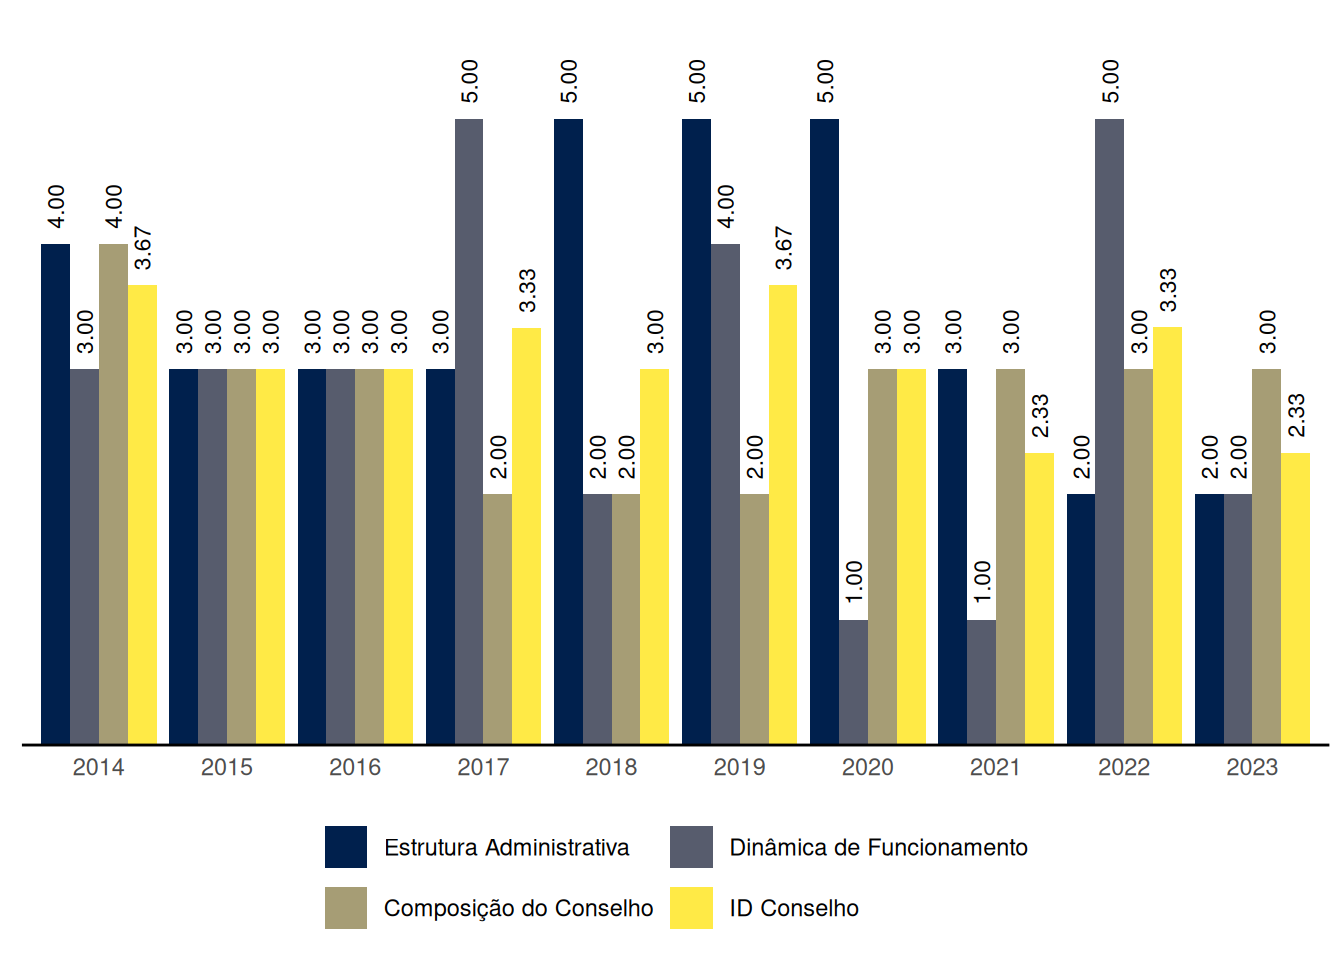 5.00 5.00 5.00 5.00 5.00
4.00 4.00 4.00
3.67 3.67
3.33 3.33
3.00 3.00 3.00 3.00 3.00 3.00 3.00 3.00 3.00 3.00 3.00 3.00 3.00 3.00 3.00 3.00 3.00 3.00
2.33 2.33
2.00 2.00 2.00 2.00 2.00 2.00 2.00
1.00 1.00
2014 2015 2016 2017 2018 2019 2020 2021 2022 2023
Estrutura Administrativa Dinâmica de Funcionamento
Composição do Conselho ID Conselho